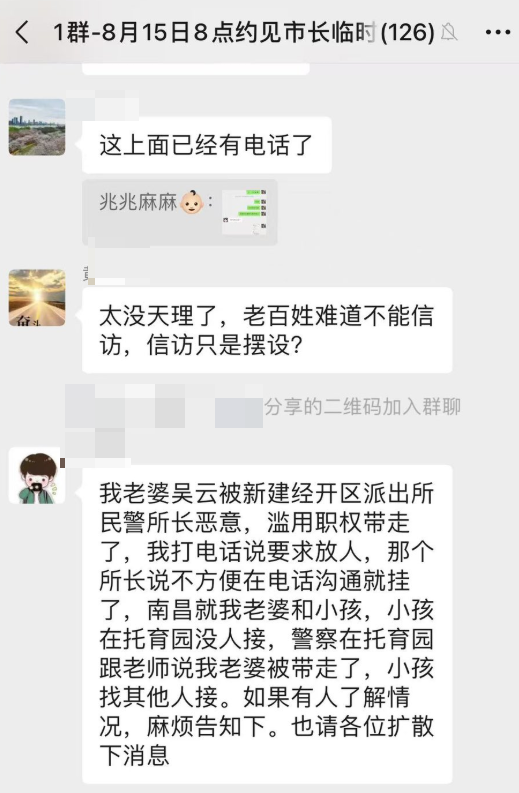 1群-8月15日8点约见市长临时(126)
这上面已经有电话了
兆兆麻麻👶:
太没天理了，老百姓难道不能信
访，信访只是摆设？
分享的二维码加入群聊
我老婆吴云被新建经开区派出所
民警所长恶意，滥用职权带走
了，我打电话说要求放人，那个
所长说不方便在电话沟通就挂
了，南昌就我老婆和小孩，小孩
在托育园没人接，警察在托育园
跟老师说我老婆被带走了，小孩
找其他人接。如果有人了解情
况，麻烦告知下。也请各位扩散
下消息